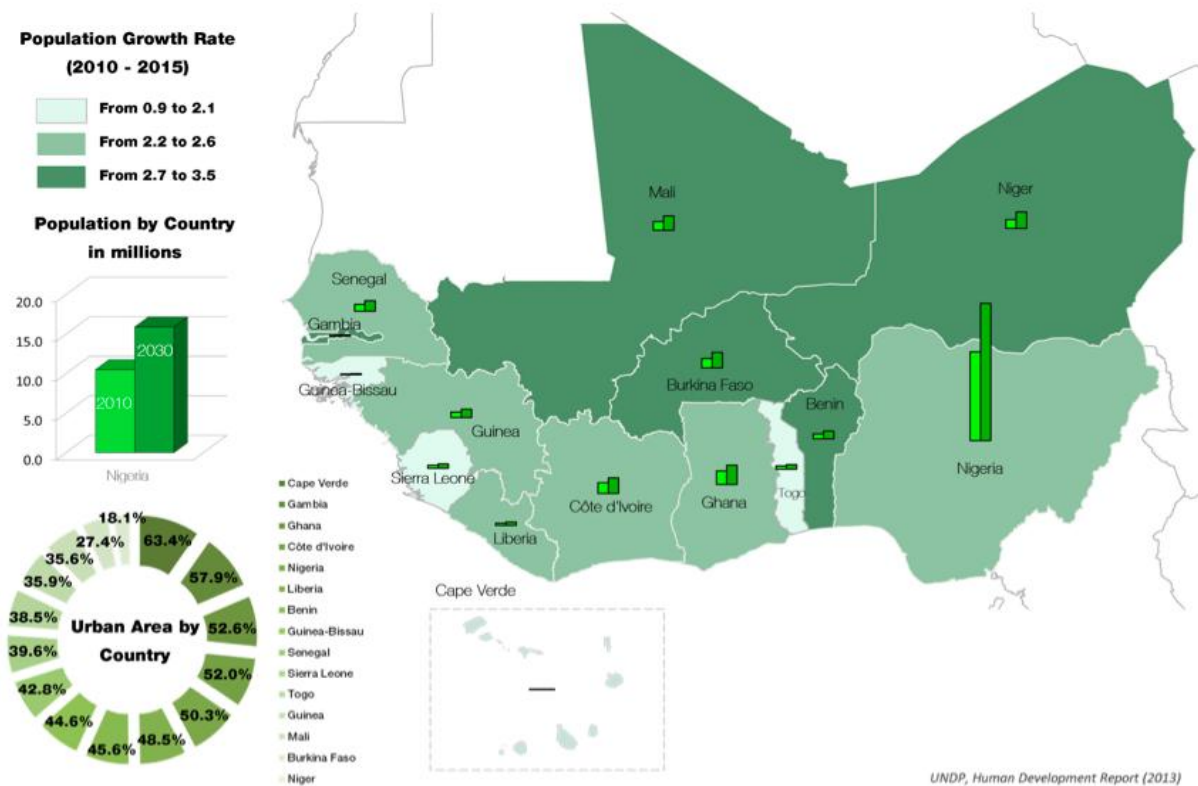 Population Growth Rate
(2010 - 2015)
From 0.9 to 2.1
From 2.2 to 2.6
From 2.7 to 3.5
Population by Country
in millions
20.0
15.0
10.0
5.0
0.0
2010
2030
Nigeria
18.1%
63.4%
57.9%
52.6%
52.0%
50.3%
48.5%
45.6%
44.6%
42.8%
39.6%
38.5%
35.9%
35.6%
27.4%
Urban Area by
Country
Cape Verde
Gambia
Ghana
Côte d'Ivoire
Nigeria
Liberia
Benin
Guinea-Bissau
Senegal
Sierra Leone
Togo
Guinea
Mali
Burkina Faso
Niger
Mali
Niger
Senegal
Gambia
Guinea-Bissau
Guinea
Sierra Leone
Liberia
Côte d'Ivoire
Burkina Faso
Ghana
Togo
Benin
Nigeria
Cape Verde
UNDP, Human Development Report (2013)